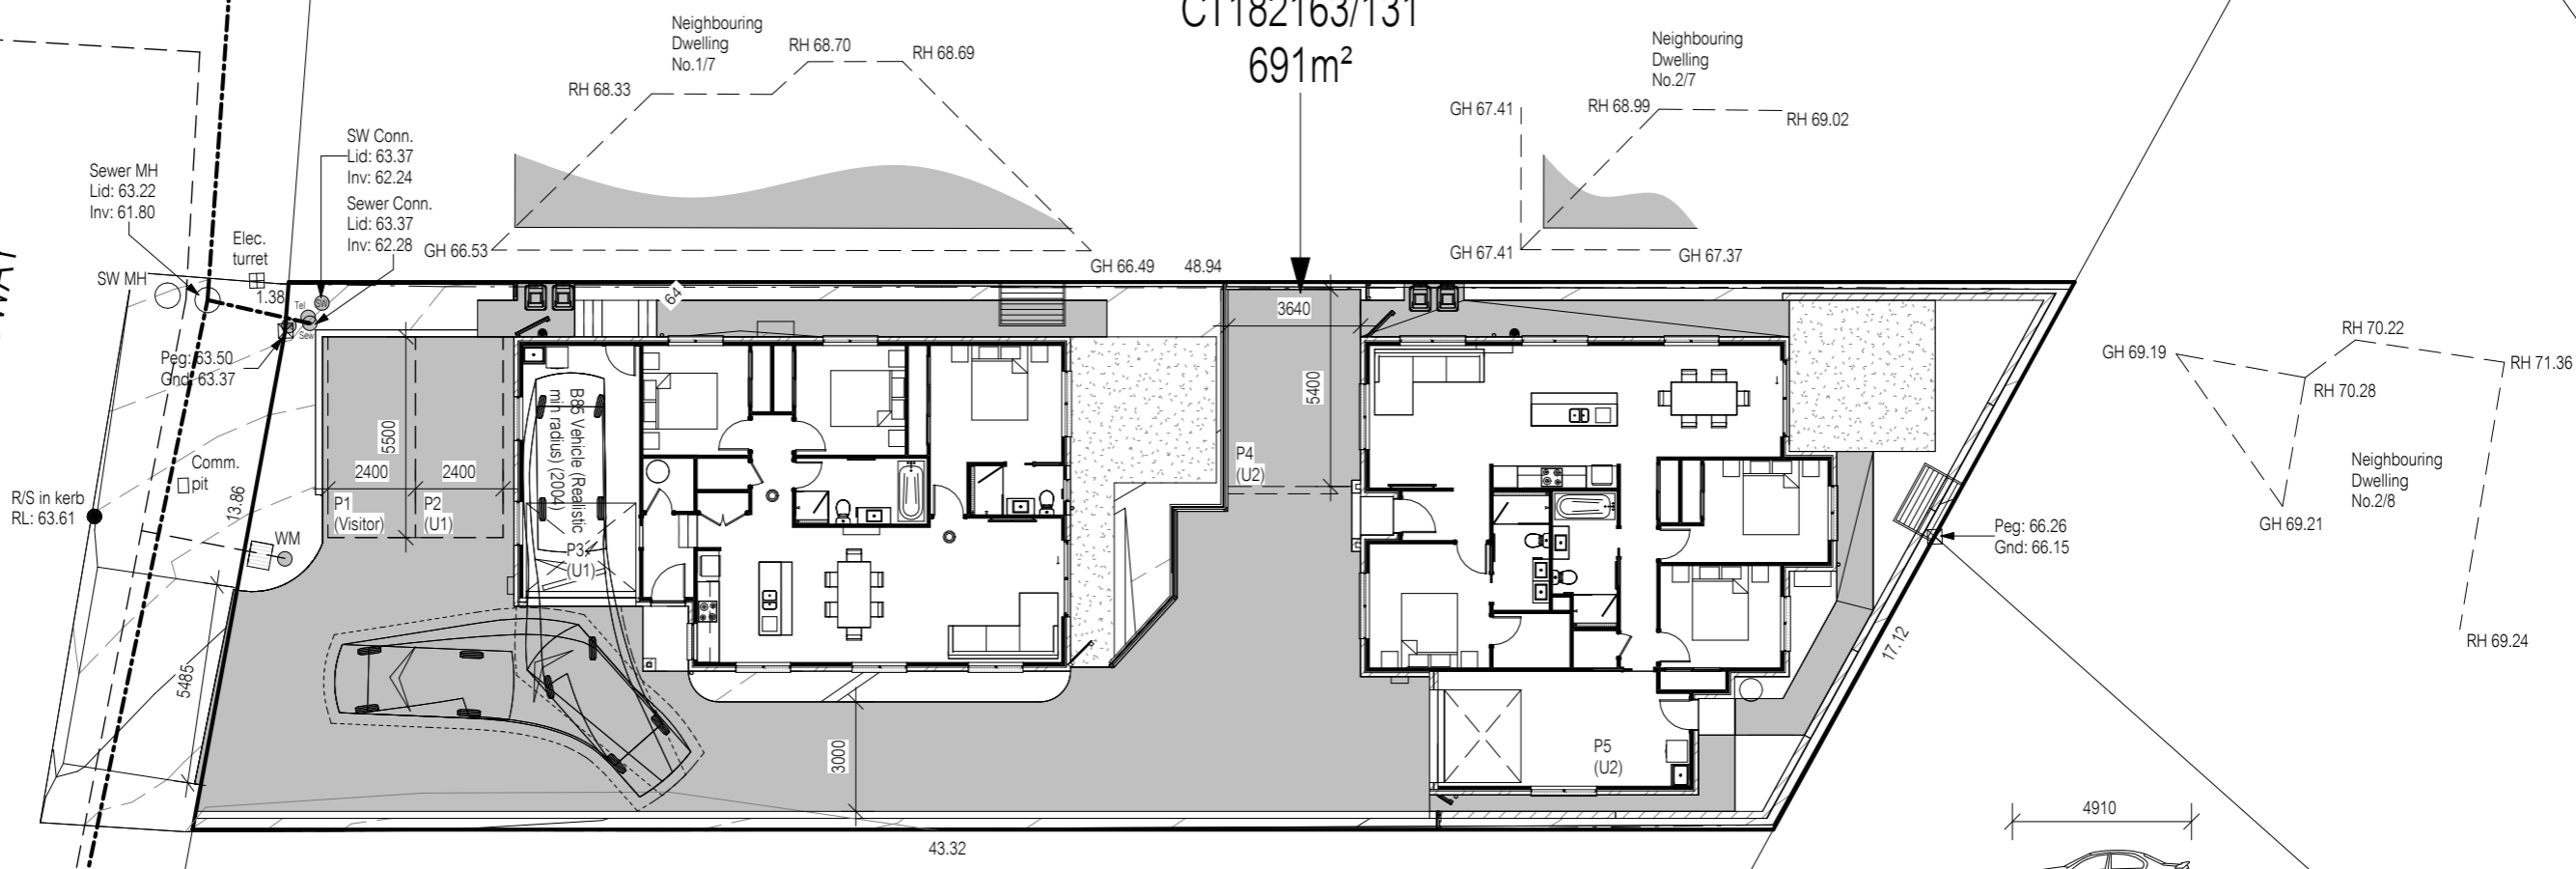 CT182163/131
691m²
Neighbouring
Dwelling
No.1/7
RH 68.33
RH 68.70
RH 68.69
GH 66.53
GH 66.49
48.94
Neighbouring
Dwelling
No.2/7
GH 67.41
RH 68.99
RH 69.02
GH 67.41
GH 67.37
SW Conn.
Lid: 63.37
Inv: 62.24
Sewer Conn.
Lid: 63.37
Inv: 62.28
Sewer MH
Lid: 63.22
Inv: 61.80
Elec.
turret
SW MH
1.38
Tel
SW
Sew
Peg: 63.50
Gnd: 63.37
64
Comm.
pit
R/S in kerb
RL: 63.61
13.86
WM
5485
5500
2400
2400
P1
(Visitor)
P2
(U1)
B85 Vehicle (Realistic
min radius) (2004)
P3
(U1)
3000
43.32
3640
5400
P4
(U2)
P5
(U2)
17.12
Peg: 66.26
Gnd: 66.15
GH 69.19
RH 70.22
RH 71.36
RH 70.28
GH 69.21
Neighbouring
Dwelling
No.2/8
RH 69.24
4910